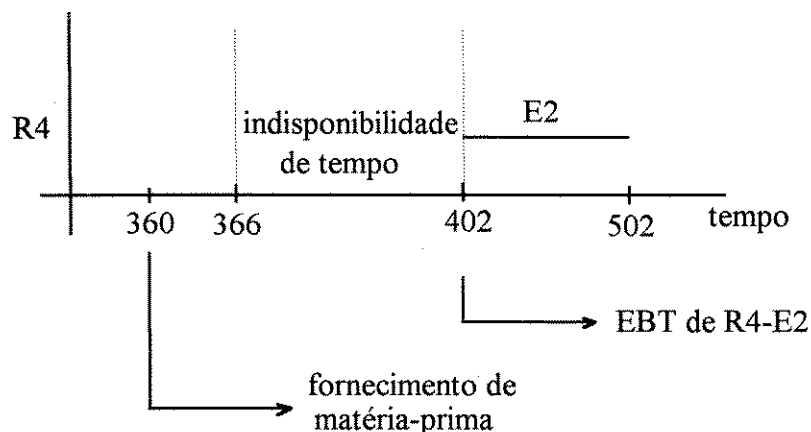 E2
R4
indisponibilidade
de tempo
360
366
402
502
tempo
EBT de R4-E2
fornecimento de
matéria-prima